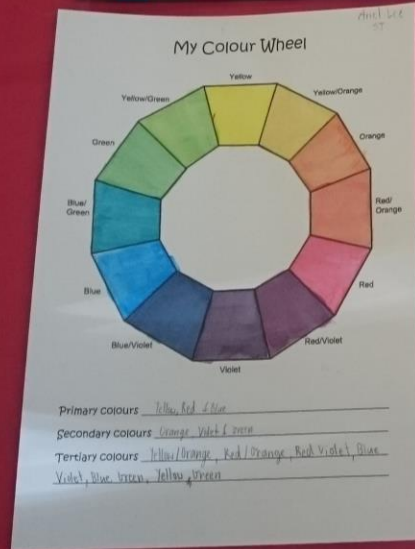 My Colour Wheel
Yellow
Yellow/Green
Yellow/Orange
Green
Orange
Blue/
Green
Red/
Orange
Blue
Red
Blue/Violet
Red/Violet
Violet
Primary colours Yellow, Red & Blue
Secondary colours Orange, Violet & Green
Tertiary colours Yellow/Orange, Red/Orange, Red Violet, Blue
Violet, Blue Green, Yellow, Green